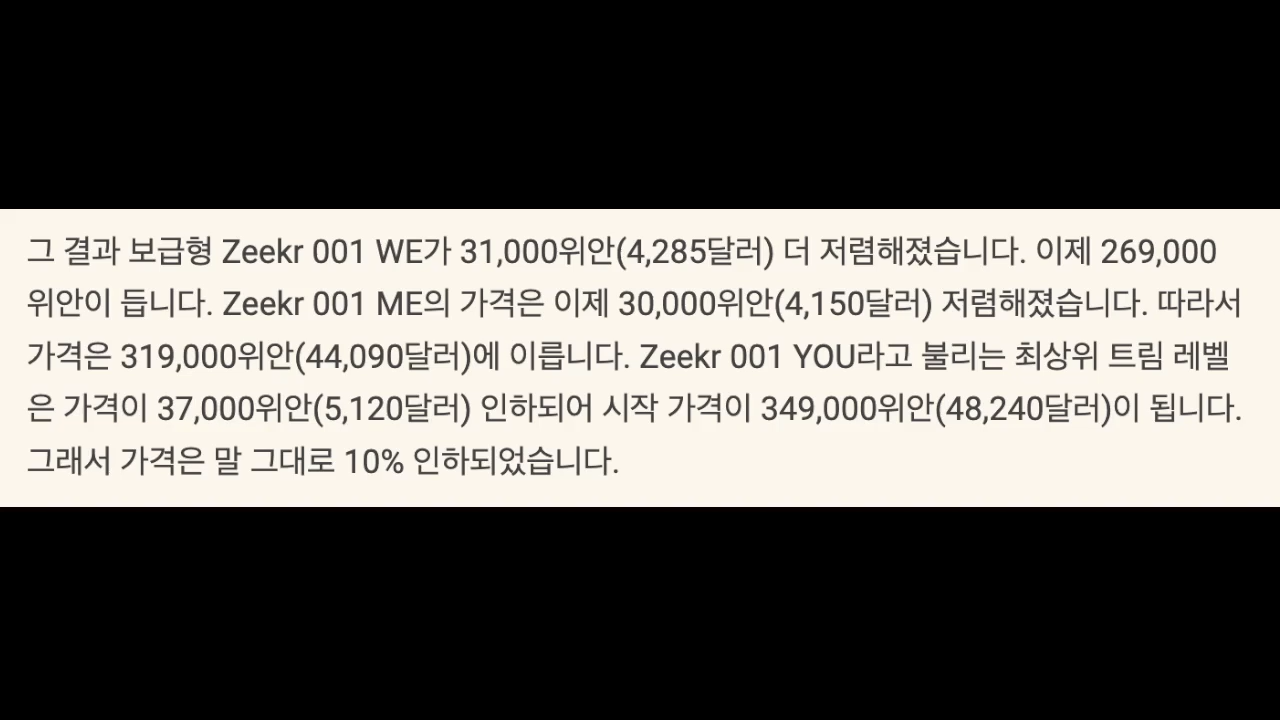 그 결과 보급형 Zeekr 001 WE가 31,000위안(4,285달러) 더 저렴해졌습니다. 이제 269,000
위안이 듭니다. Zeekr 001 ME의 가격은 이제 30,000위안(4,150달러) 저렴해졌습니다. 따라서
가격은 319,000위안(44,090달러)에 이릅니다. Zeekr 001 YOU라고 불리는 최상위 트림 레벨
은 가격이 37,000위안(5,120달러) 인하되어 시작 가격이 349,000위안(48,240달러)이 됩니다.
그래서 가격은 말 그대로 10% 인하되었습니다.